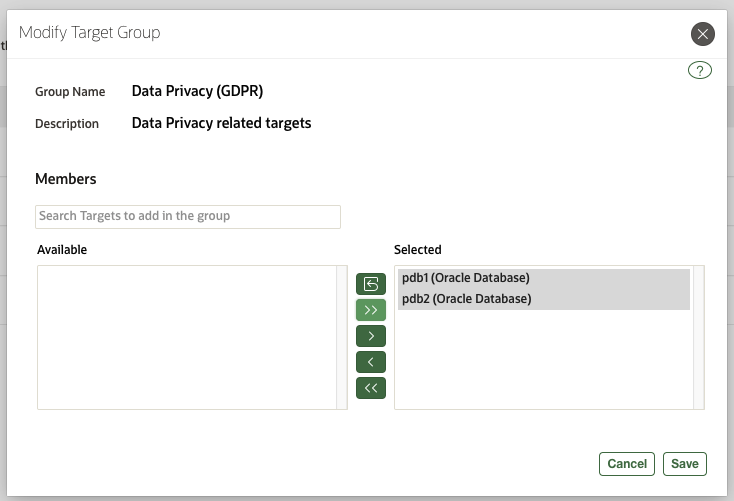 Modify Target Group
?
Group Name Data Privacy (GDPR)
Description Data Privacy related targets
Members
Search Targets to add in the group
Available
Selected
pdb1 (Oracle Database)
pdb2 (Oracle Database)
>>
>
<
<<
Cancel Save